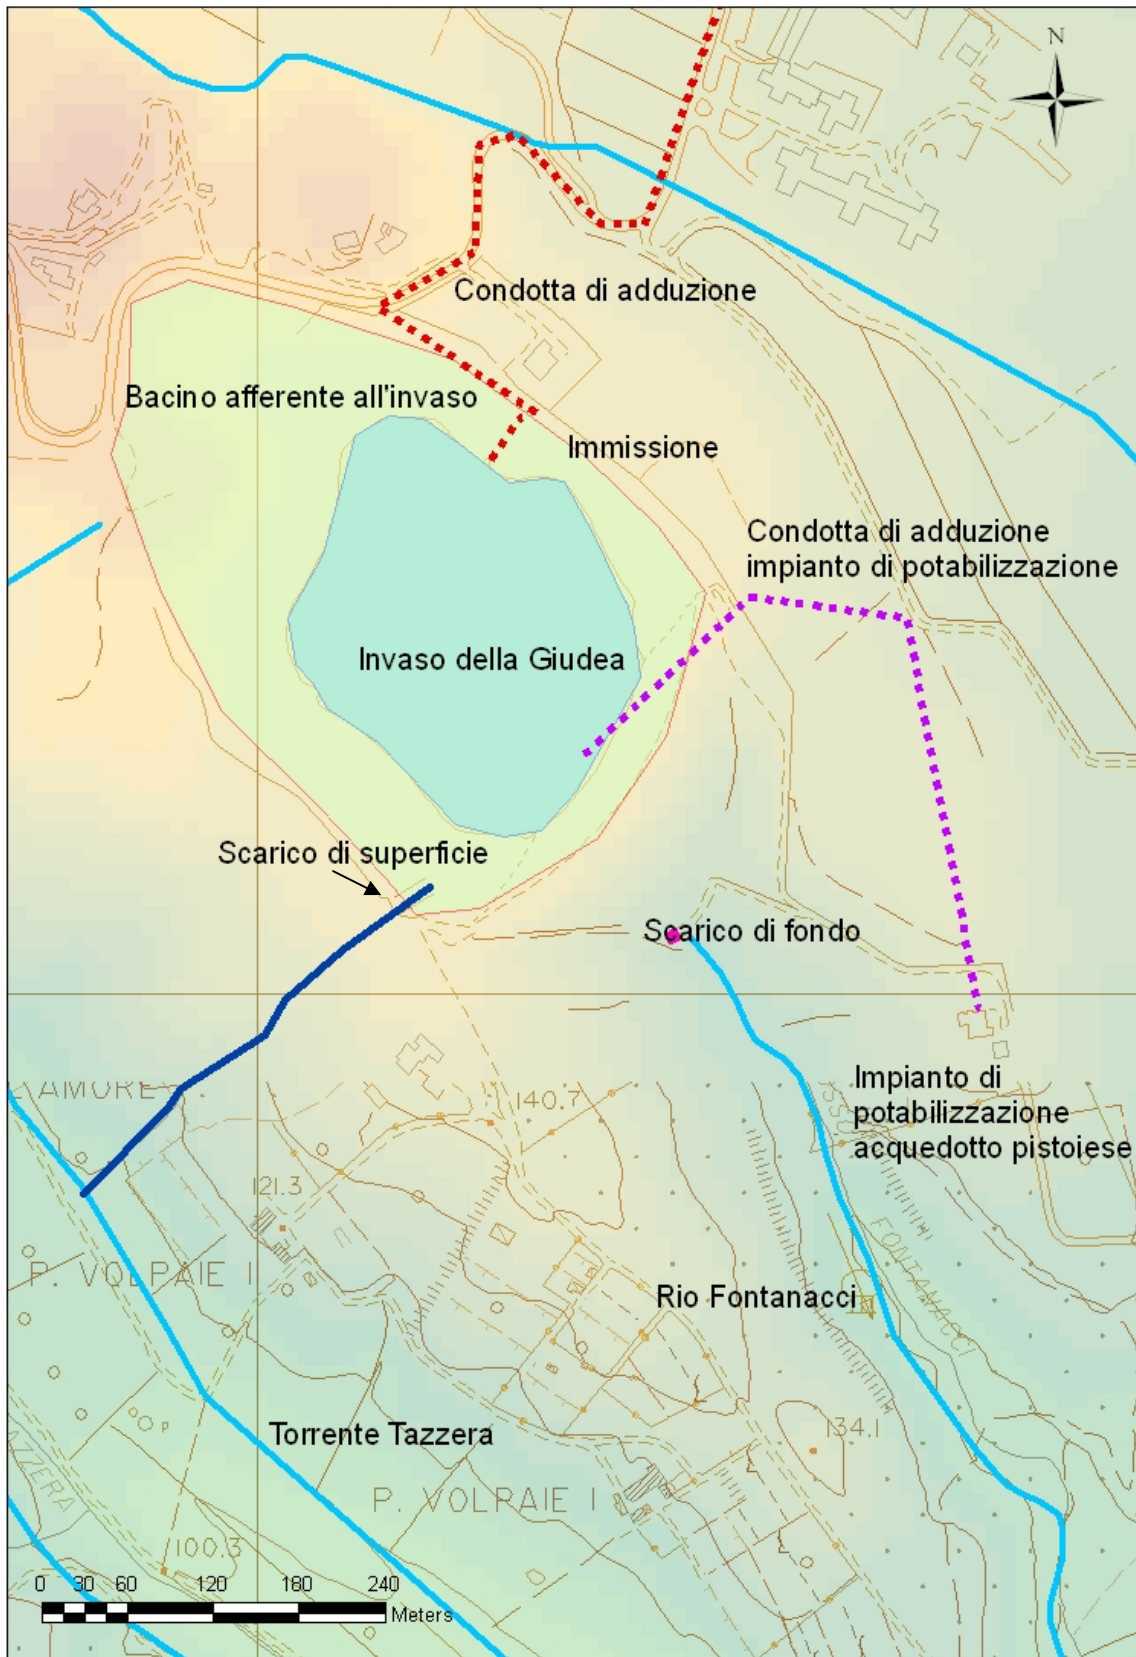 N
Condotta di adduzione
Bacino afferente all'invaso
Immissione
Condotta di adduzione
impianto di potabilizzazione
Invaso della Giudea
Scarico di superficie
Scarico di fondo
Impianto di
potabilizzazione
acquedotto pistoiese
AMORE
140.7
121.3
P. VOLPAIE I
FONTANACCI
Rio Fontanacci
134.1
Torrente Tazzera
P. VOLPAIE I
AZZERA
100.3
0 30 60 120 180 240
Meters